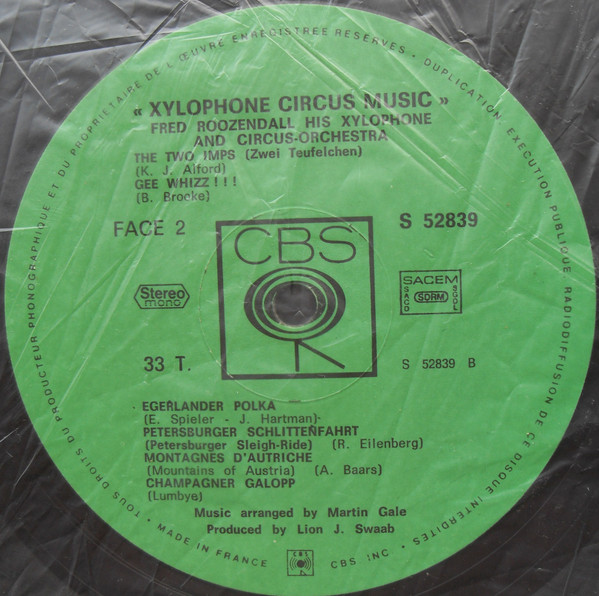 TOUS DROITS DU PRODUCTEUR PHONOGRAPHIQUE ET DU PROPRIETAIRE DE L'ŒUVRE ENREGISTREE RESERVES • DUPLICATION EXECUTION PUBLIQUE RADIODIFFUSION DE CE DISQUE INTERDITES •
« XYLOPHONE CIRCUS MUSIC »
FRED ROOZENDALL HIS XYLOPHONE
AND CIRCUS-ORCHESTRA
THE TWO IMPS (Zwei Teufelchen)
(K. J. Alford)
GEE WHIZZ ! ! !
(B. Brocke)
FACE 2
S 52839
CBS
Stereo
mono
SACEM
SACD
SDRM
SGDL
33 T.
S 52839 B
EGERLANDER POLKA
(E. Spieler - J. Hartman)
PETERSBURGER SCHLITTENFAHRT
(Petersburger Sleigh-Ride) (R. Eilenberg)
MONTAGNES D'AUTRICHE
(Mountains of Austria) (A. Baars)
CHAMPAGNER GALOPP
(Lumbye)
Music arranged by Martin Gale
Produced by Lion J. Swaab
• MADE IN FRANCE
CBS
CBS INC •